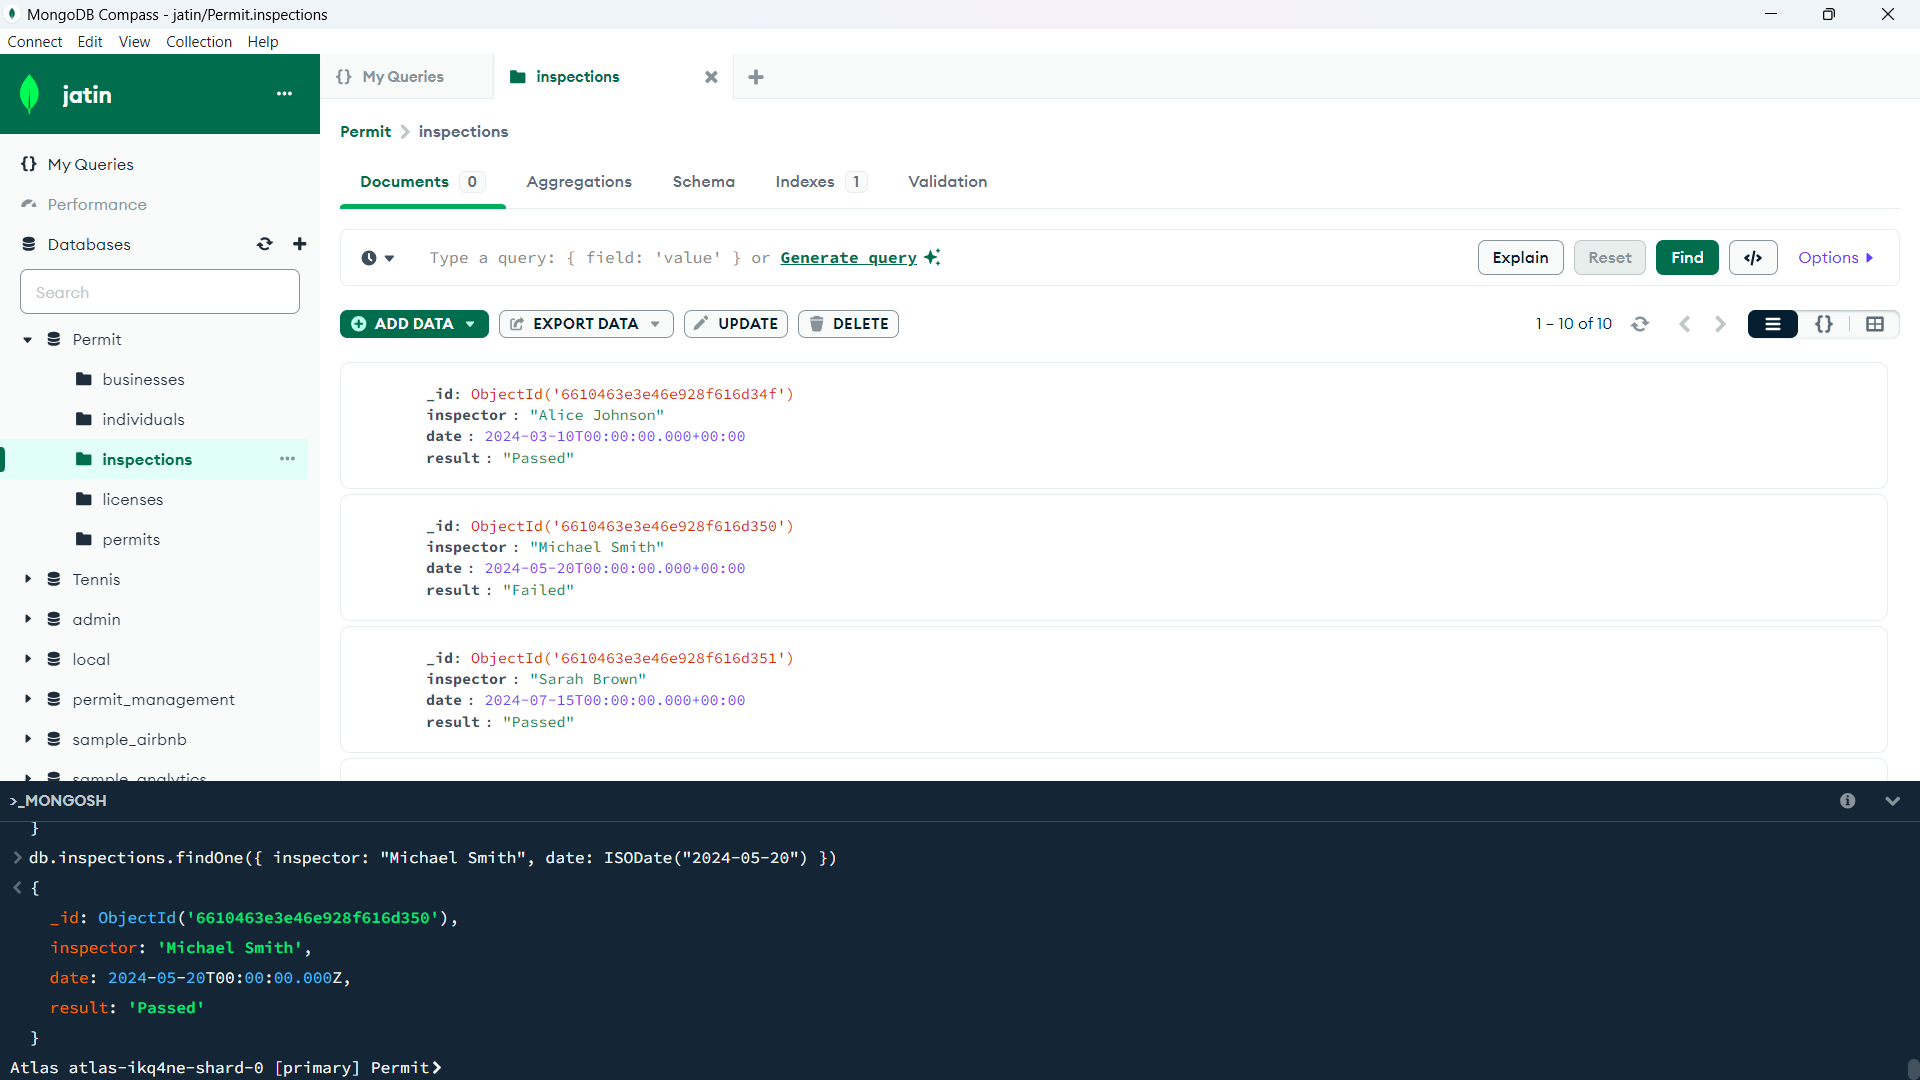 MongoDB Compass - jatin/Permit.inspections
Connect Edit View Collection Help
jatin
My Queries
Performance
Databases
Search
Permit
businesses
individuals
inspections
licenses
permits
Tennis
admin
local
permit_management
sample_airbnb
sample_analytics
{} My Queries
inspections
Permit > inspections
Documents 0 Aggregations Schema Indexes 1 Validation
Type a query: { field: 'value' } or Generate query
Explain Reset Find </> Options
ADD DATA EXPORT DATA UPDATE DELETE
1 – 10 of 10
{}
_id: ObjectId('6610463e3e46e928f616d34f')
inspector : "Alice Johnson"
date : 2024-03-10T00:00:00.000+00:00
result : "Passed"
_id: ObjectId('6610463e3e46e928f616d350')
inspector : "Michael Smith"
date : 2024-05-20T00:00:00.000+00:00
result : "Failed"
_id: ObjectId('6610463e3e46e928f616d351')
inspector : "Sarah Brown"
date : 2024-07-15T00:00:00.000+00:00
result : "Passed"
>_MONGOSH
}
> db.inspections.findOne({ inspector: "Michael Smith", date: ISODate("2024-05-20") })
< {
_id: ObjectId('6610463e3e46e928f616d350'),
inspector: 'Michael Smith',
date: 2024-05-20T00:00:00.000Z,
result: 'Passed'
}
Atlas atlas-ikq4ne-shard-0 [primary] Permit>